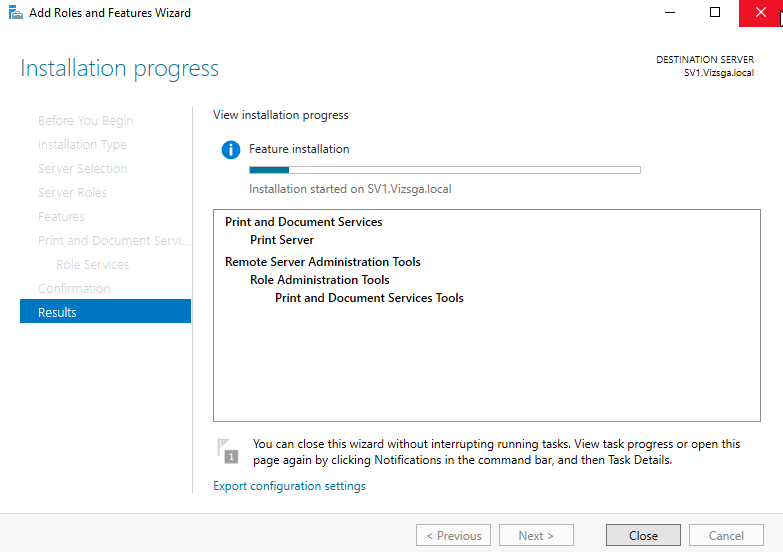 Add Roles and Features Wizard
Installation progress
DESTINATION SERVER
SV1.Vizsga.local
Before You Begin
Installation Type
Server Selection
Server Roles
Features
Print and Document Servi...
Role Services
Confirmation
Results
View installation progress
Feature installation
Installation started on SV1.Vizsga.local
Print and Document Services
Print Server
Remote Server Administration Tools
Role Administration Tools
Print and Document Services Tools
1
You can close this wizard without interrupting running tasks. View task progress or open this
page again by clicking Notifications in the command bar, and then Task Details.
Export configuration settings
< Previous
Next >
Close
Cancel